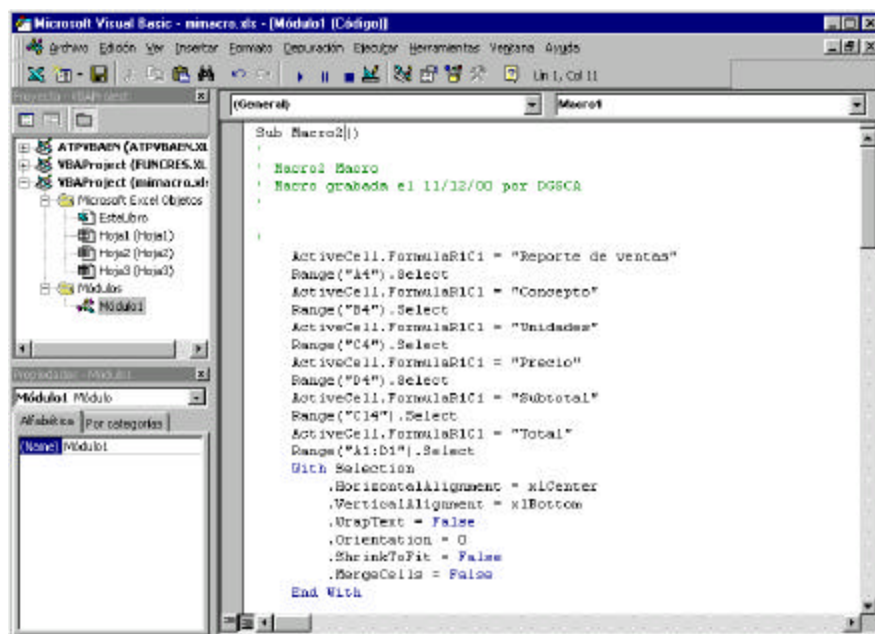 Microsoft Visual Basic - mimacro.xls - [Módulo1 (Código)]
Archivo Edición Ver Insertar Formato Depuración Ejecutar Herramientas Ventana Ayuda
Lín 1, Col 11
Proyecto - VBAProject
ATPVBAEN (ATPVBAEN.XL
VBAProject (FUNCRES.XL
VBAProject (mimacro.xls
Microsoft Excel Objetos
EsteLibro
Hoja1 (Hoja1)
Hoja2 (Hoja2)
Hoja3 (Hoja3)
Módulos
Módulo1
Propiedades - Módulo1
Módulo1 Módulo
Alfabética Por categorías
(Name) Módulo1
(General) Macro1
Sub Macro2()
'
' Macro2 Macro
' Macro grabada el 11/12/00 por DGSCA
'
'
ActiveCell.FormulaR1C1 = "Reporte de ventas"
Range("A4").Select
ActiveCell.FormulaR1C1 = "Concepto"
Range("B4").Select
ActiveCell.FormulaR1C1 = "Unidades"
Range("C4").Select
ActiveCell.FormulaR1C1 = "Precio"
Range("D4").Select
ActiveCell.FormulaR1C1 = "Subtotal"
Range("C14").Select
ActiveCell.FormulaR1C1 = "Total"
Range("A1:D1").Select
With Selection
.HorizontalAlignment = xlCenter
.VerticalAlignment = xlBottom
.WrapText = False
.Orientation = 0
.ShrinkToFit = False
.MergeCells = False
End With